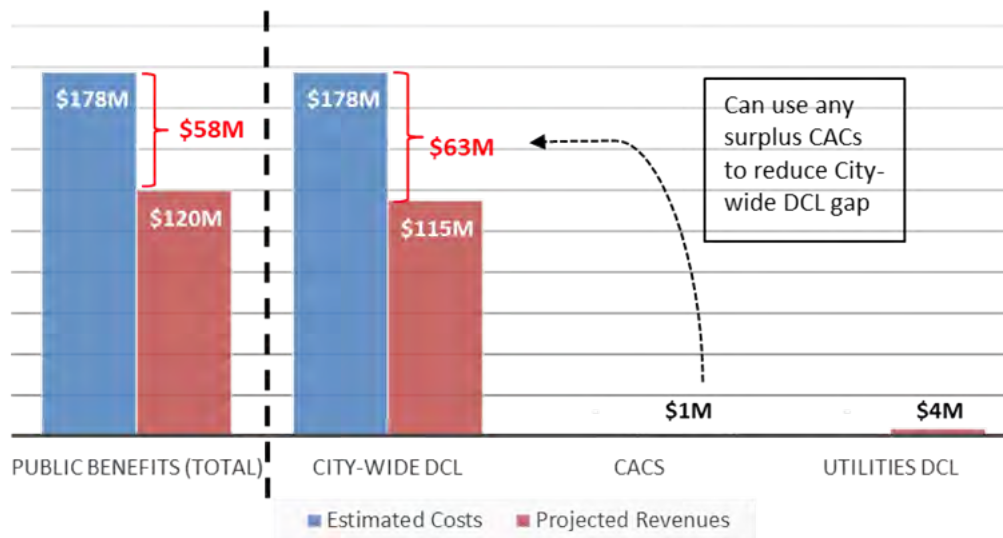 $178M
$58M
$120M
$178M
$63M
$115M
Can use any
surplus CACs
to reduce City-
wide DCL gap
$1M
$4M
PUBLIC BENEFITS (TOTAL)
CITY-WIDE DCL
CACS
UTILITIES DCL
Estimated Costs
Projected Revenues